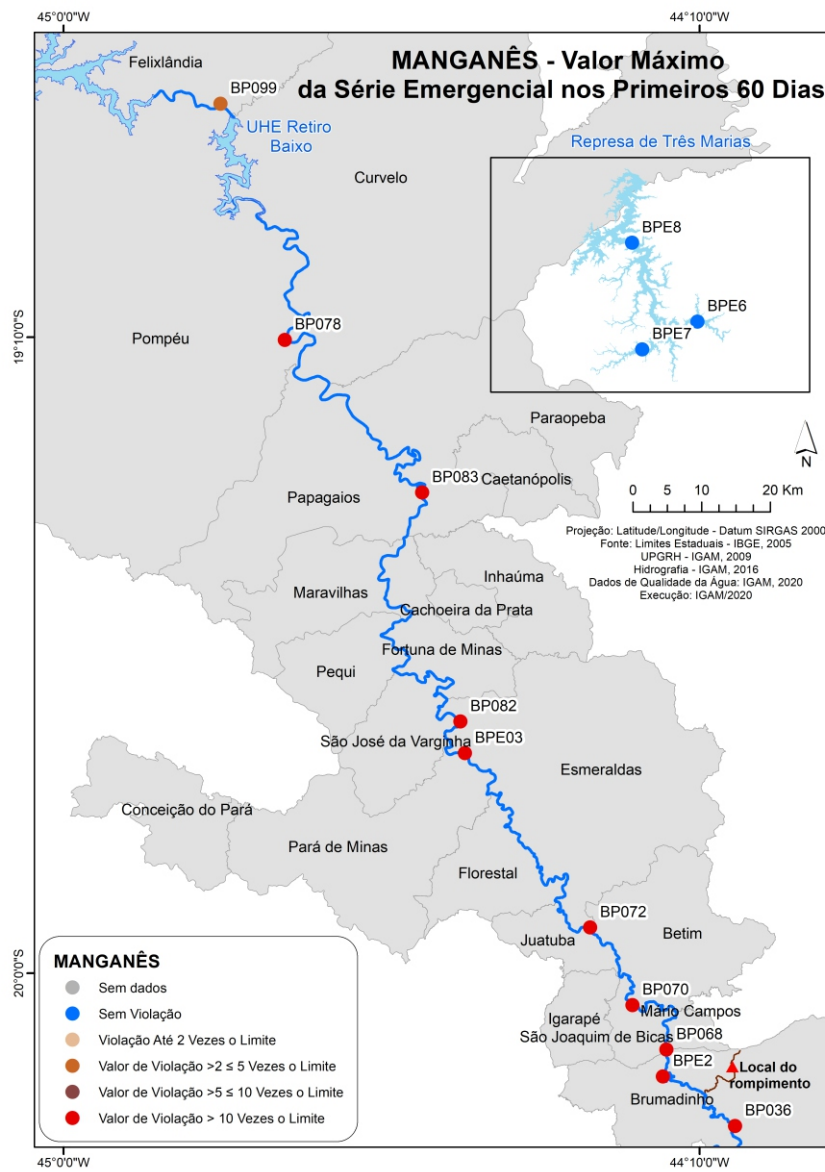 45°0'0"W
44°10'0"W
MANGANÊS - Valor Máximo
da Série Emergencial nos Primeiros 60 Dias
Felixlândia
BP099
UHE Retiro
Baixo
Represa de Três Marias
Curvelo
BPE8
BPE6
BPE7
19°10'0"S
BP078
Pompéu
Paraopeba
N
BP083
Caetanópolis
Papagaios
0 5 10 20 Km
Projeção: Latitude/Longitude - Datum SIRGAS 2000
Fonte: Limites Estaduais - IBGE, 2005
UPGRH - IGAM, 2009
Hidrografia - IGAM, 2016
Dados de Qualidade da Água: IGAM, 2020
Execução: IGAM/2020
Inhaúma
Maravilhas
Cachoeira da Prata
Fortuna de Minas
Pequi
BP082
São José da Varginha
BPE03
Esmeraldas
Conceição do Pará
Pará de Minas
Florestal
BP072
Juatuba
Betim
20°0'0"S
BP070
Mário Campos
Igarapé
São Joaquim de Bicas
BP068
BPE2
Local do
rompimento
Brumadinho
BP036
MANGANÊS
Sem dados
Sem Violação
Violação Até 2 Vezes o Limite
Valor de Violação >2 ≤ 5 Vezes o Limite
Valor de Violação >5 ≤ 10 Vezes o Limite
Valor de Violação > 10 Vezes o Limite
45°0'0"W
44°10'0"W